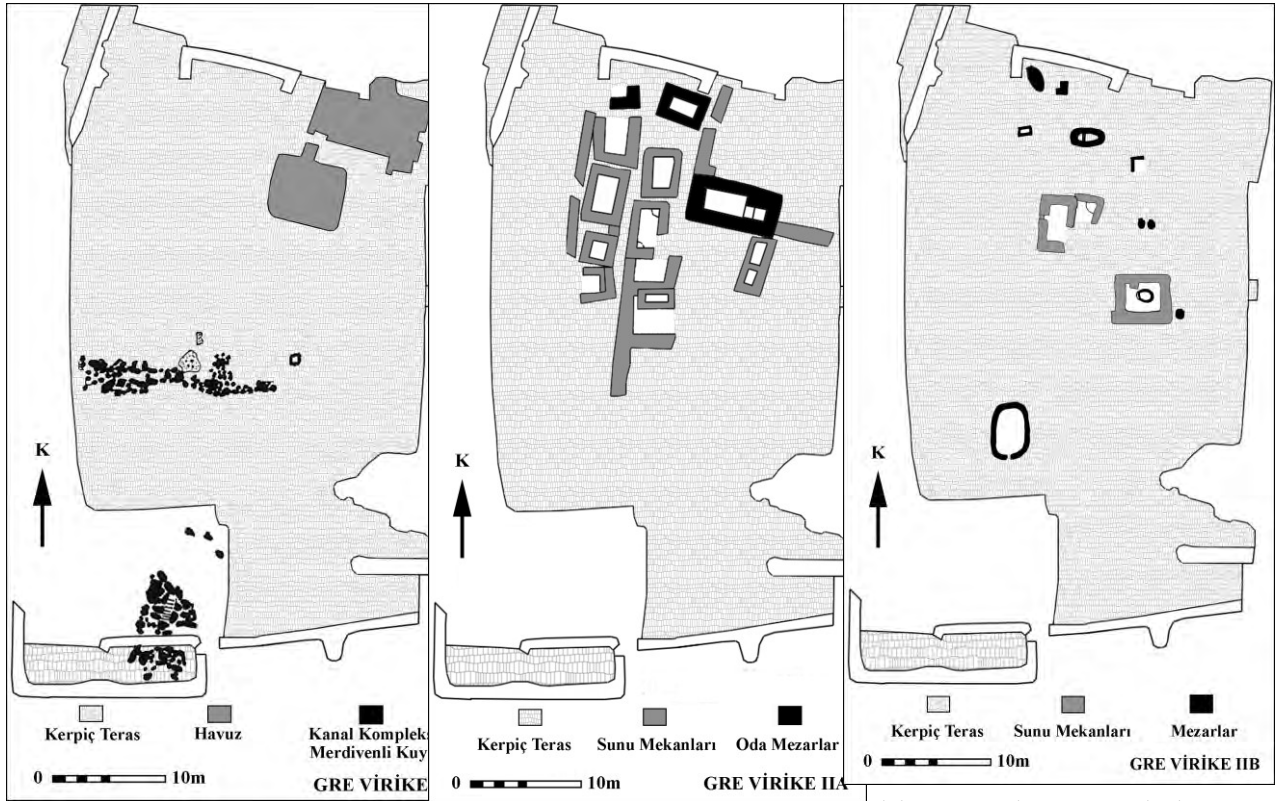 K
Kerpiç Teras
Havuz
Kanal Kompleks
Merdivenli Kuy
0 10m
GRE VİRİKE
K
Kerpiç Teras
Sunu Mekanları
Oda Mezarlar
0 10m
GRE VİRİKE IIA
K
Kerpiç Teras
Sunu Mekanları
Mezarlar
0 10m
GRE VİRİKE IIB